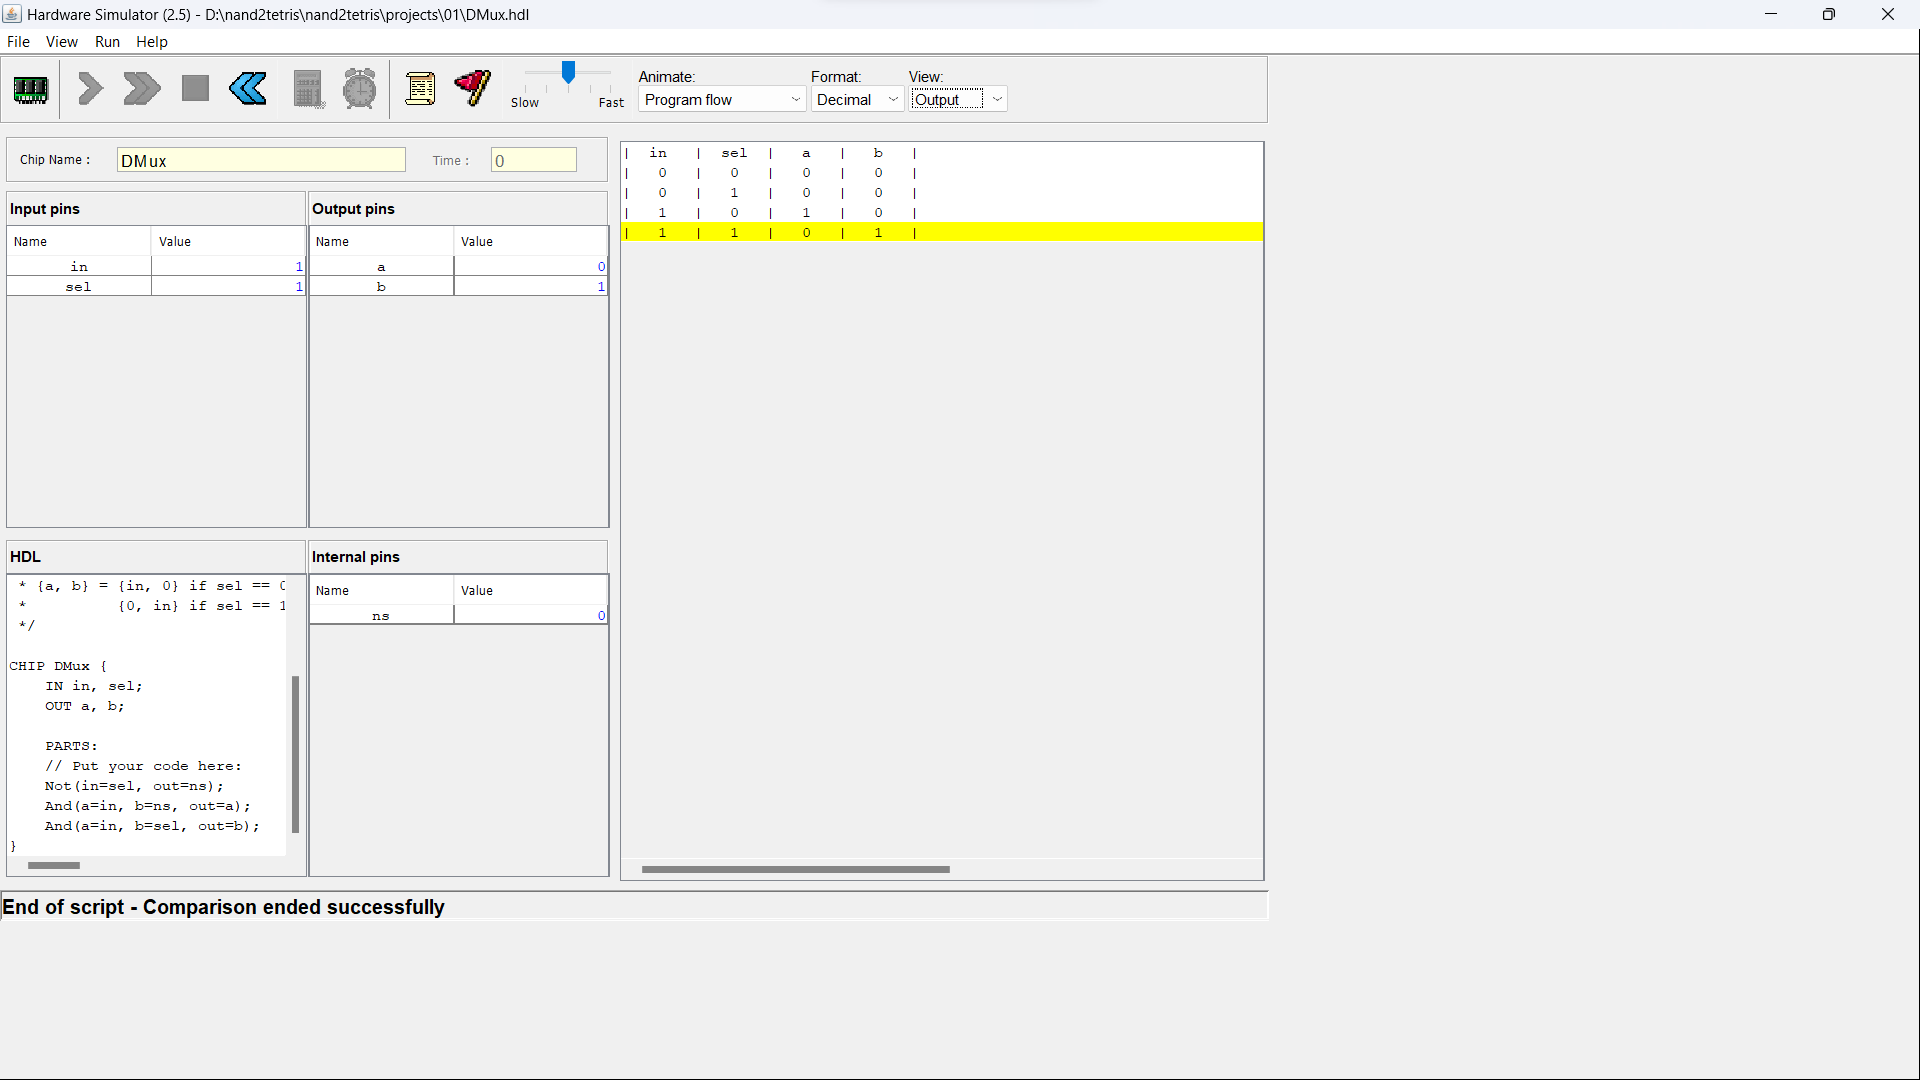 Hardware Simulator (2.5) - D:\nand2tetris\nand2tetris\projects\01\DMux.hdl
File View Run Help
Slow Fast
Animate: Format: View:
Program flow Decimal Output
Chip Name : DMux Time : 0
Input pins
Name Value
in 1
sel 1
Output pins
Name Value
a 0
b 1
HDL
* {a, b} = {in, 0} if sel == 0
* {0, in} if sel == 1
*/
CHIP DMux {
IN in, sel;
OUT a, b;
PARTS:
// Put your code here:
Not(in=sel, out=ns);
And(a=in, b=ns, out=a);
And(a=in, b=sel, out=b);
}
Internal pins
Name Value
ns 0
| in | sel | a | b |
| 0 | 0 | 0 | 0 |
| 0 | 1 | 0 | 0 |
| 1 | 0 | 1 | 0 |
| 1 | 1 | 0 | 1 |
End of script - Comparison ended successfully